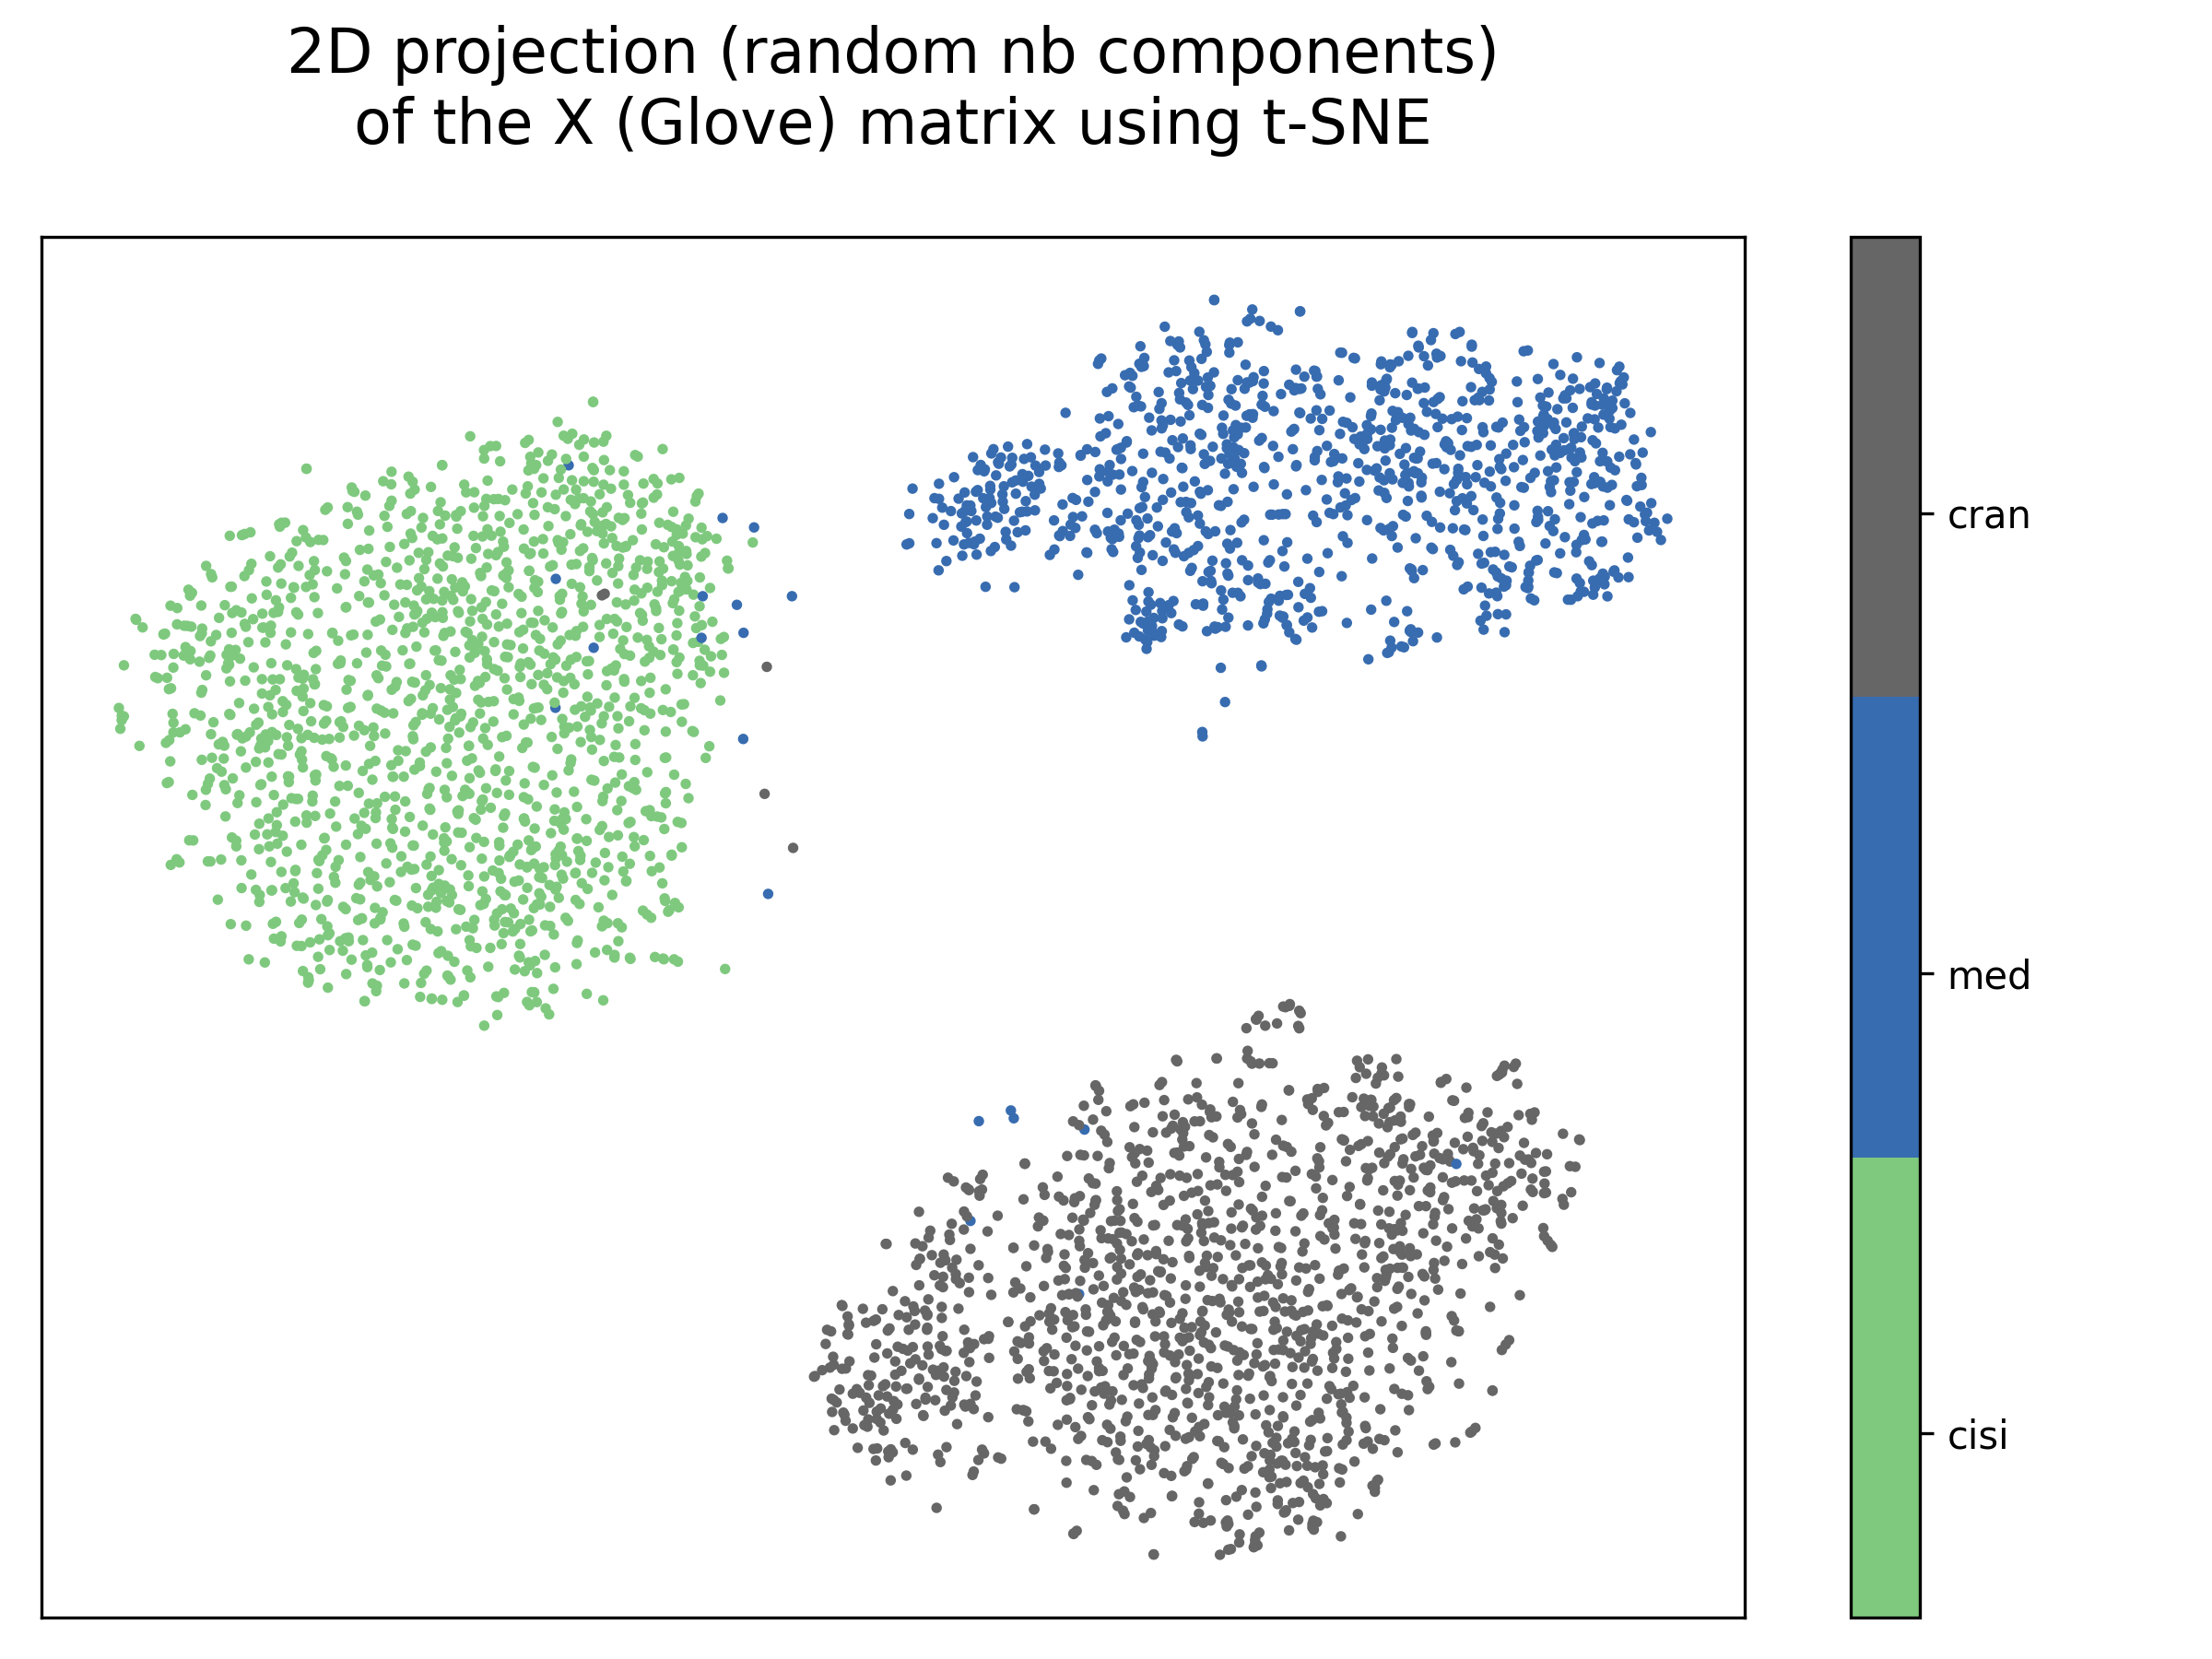 2D projection (random nb components)
of the X (Glove) matrix using t-SNE
cran
med
cisi